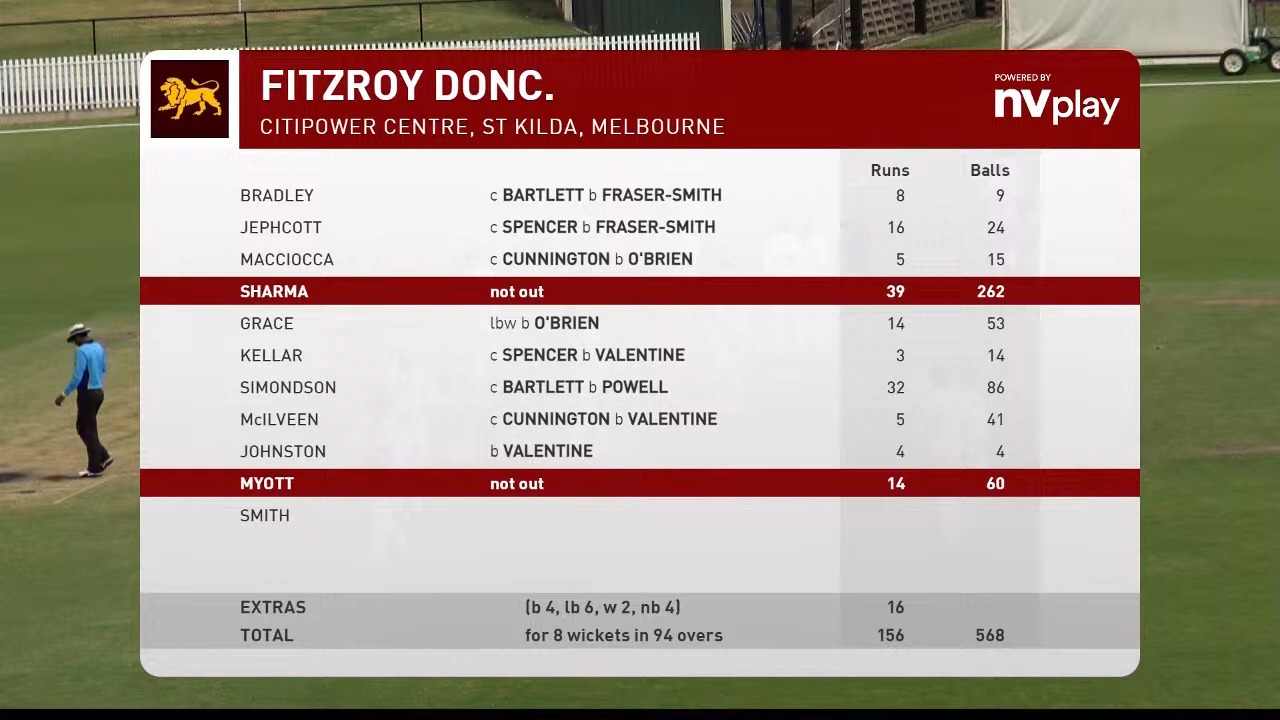 FITZROY DONC.
CITIPOWER CENTRE, ST KILDA, MELBOURNE
POWERED BY
nvplay
Runs Balls
BRADLEY c BARTLETT b FRASER-SMITH 8 9
JEPHCOTT c SPENCER b FRASER-SMITH 16 24
MACCIOCCA c CUNNINGTON b O'BRIEN 5 15
SHARMA not out 39 262
GRACE lbw b O'BRIEN 14 53
KELLAR c SPENCER b VALENTINE 3 14
SIMONDSON c BARTLETT b POWELL 32 86
McILVEEN c CUNNINGTON b VALENTINE 5 41
JOHNSTON b VALENTINE 4 4
MYOTT not out 14 60
SMITH
EXTRAS (b 4, lb 6, w 2, nb 4) 16
TOTAL for 8 wickets in 94 overs 156 568